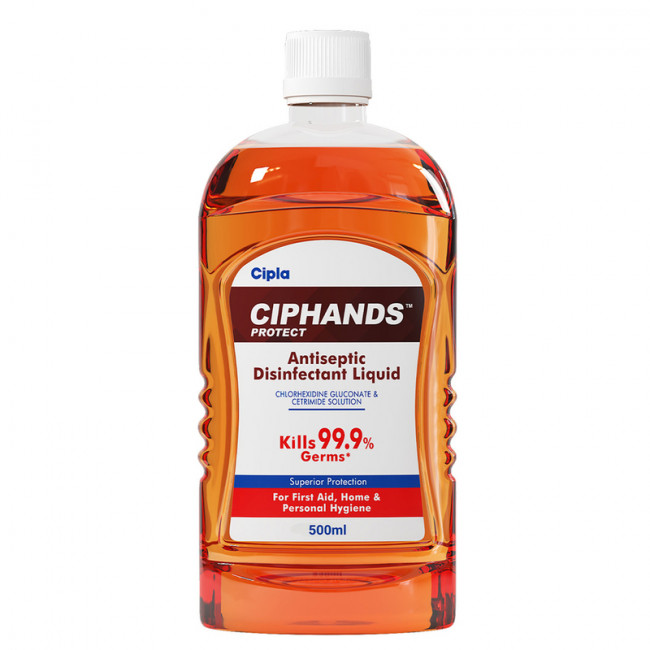 Cipla
CIPHANDS™
PROTECT
Antiseptic
Disinfectant Liquid
CHLORHEXIDINE GLUCONATE &
CETRIMIDE SOLUTION
Kills 99.9%
Germs*
Superior Protection
For First Aid, Home &
Personal Hygiene
500ml